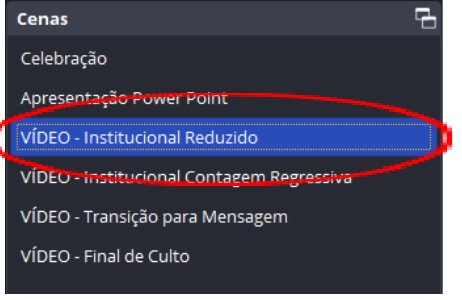 Cenas
Celebração
Apresentação Power Point
VÍDEO - Institucional Reduzido
VÍDEO - Institucional Contagem Regressiva
VÍDEO - Transição para Mensagem
VÍDEO - Final de Culto